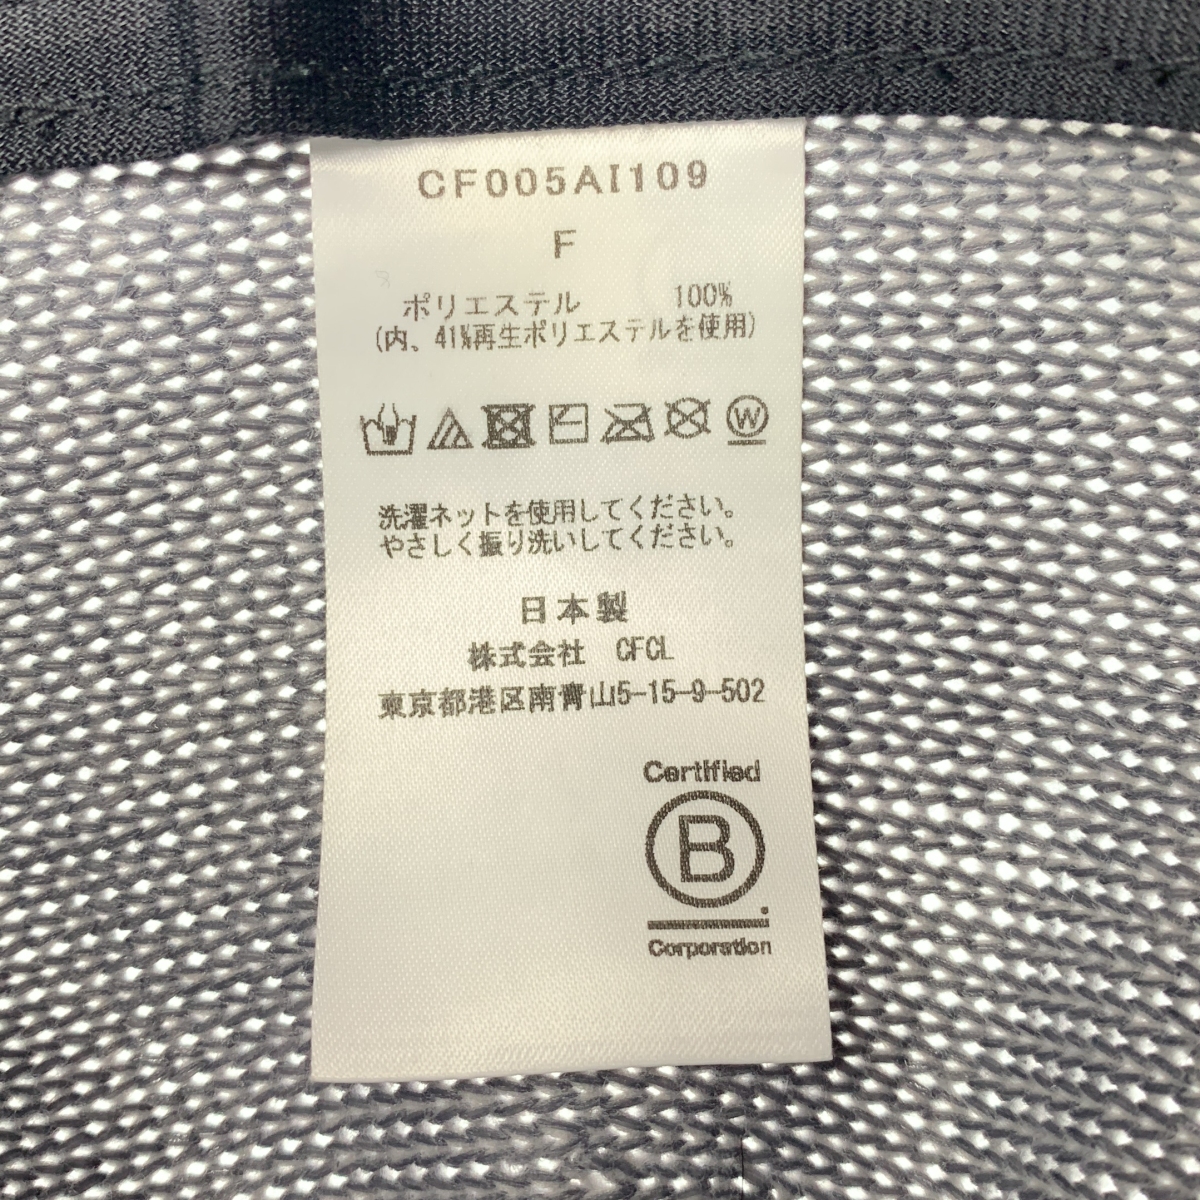 CF005AI109
F
ポリエステル 100%
(内、41%再生ポリエステルを使用)
W
洗濯ネットを使用してください。
やさしく振り洗いしてください。
日本製
株式会社 CFCL
東京都港区南青山5-15-9-502
Certified
B
Corporation